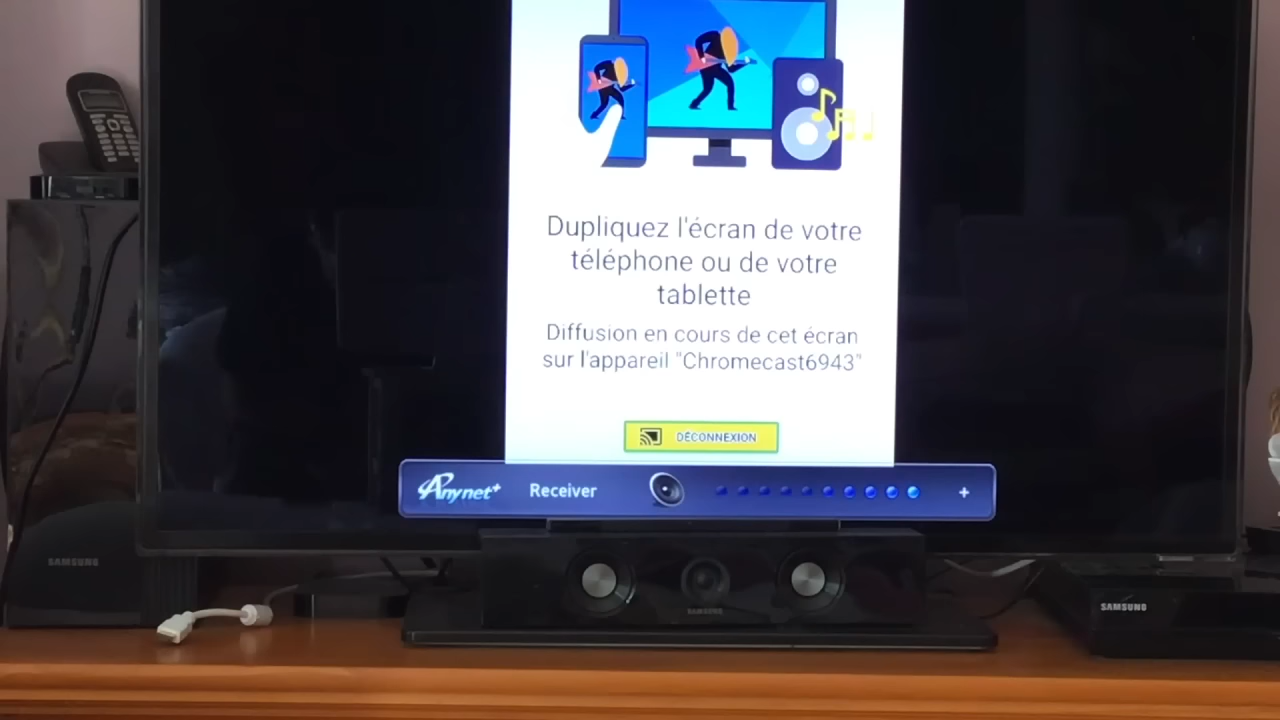 Dupliquez l'écran de votre
téléphone ou de votre
tablette
Diffusion en cours de cet écran
sur l'appareil "Chromecast6943"
DÉCONNEXION
Anynet+ Receiver +
SAMSUNG
SAMSUNG
SAMSUNG